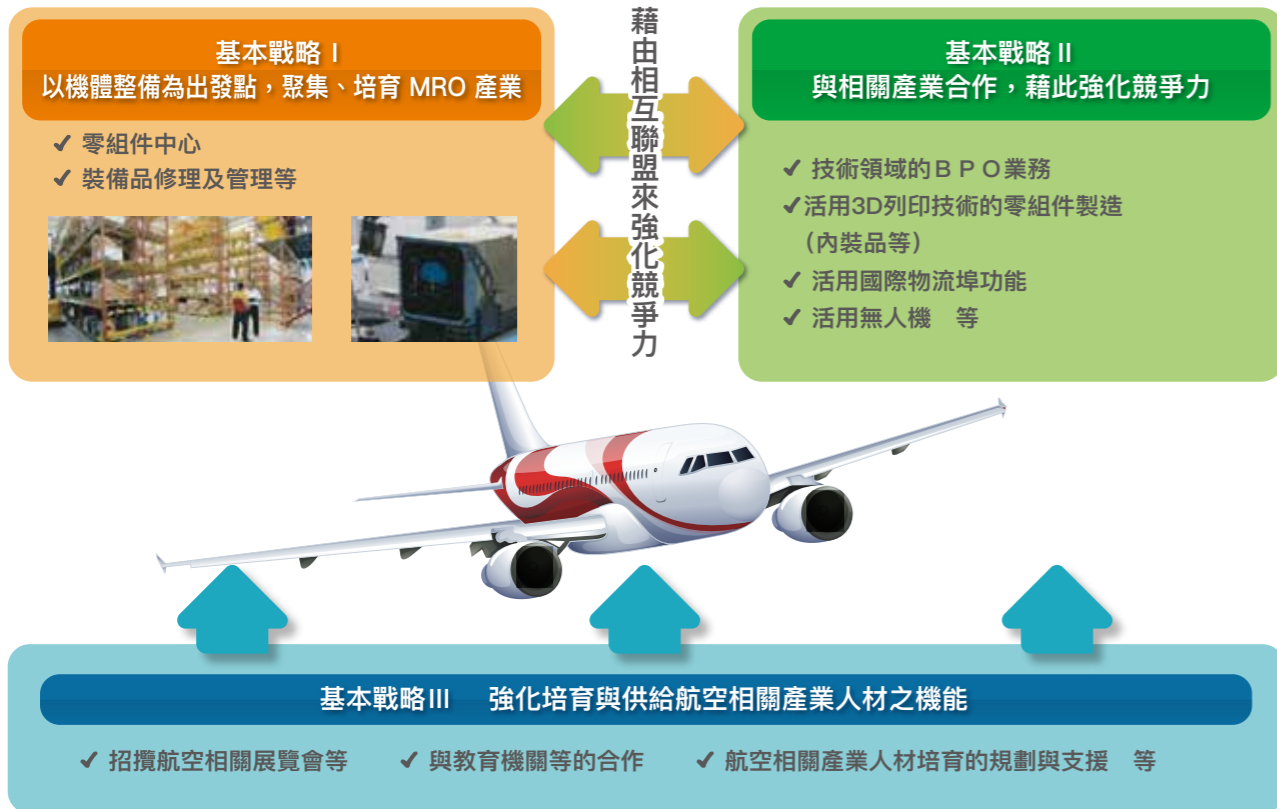 基本戰略 I
以機體整備為出發點，聚集、培育 MRO 產業
✔ 零組件中心
✔ 裝備品修理及管理等
藉由相互聯盟來強化競爭力
基本戰略 II
與相關產業合作，藉此強化競爭力
✔ 技術領域的ＢＰＯ業務
✔活用3D列印技術的零組件製造
（內裝品等）
✔ 活用國際物流埠功能
✔ 活用無人機　等
基本戰略III　強化培育與供給航空相關產業人材之機能
✔ 招攬航空相關展覽會等　✔ 與教育機關等的合作　✔ 航空相關產業人材培育的規劃與支援　等